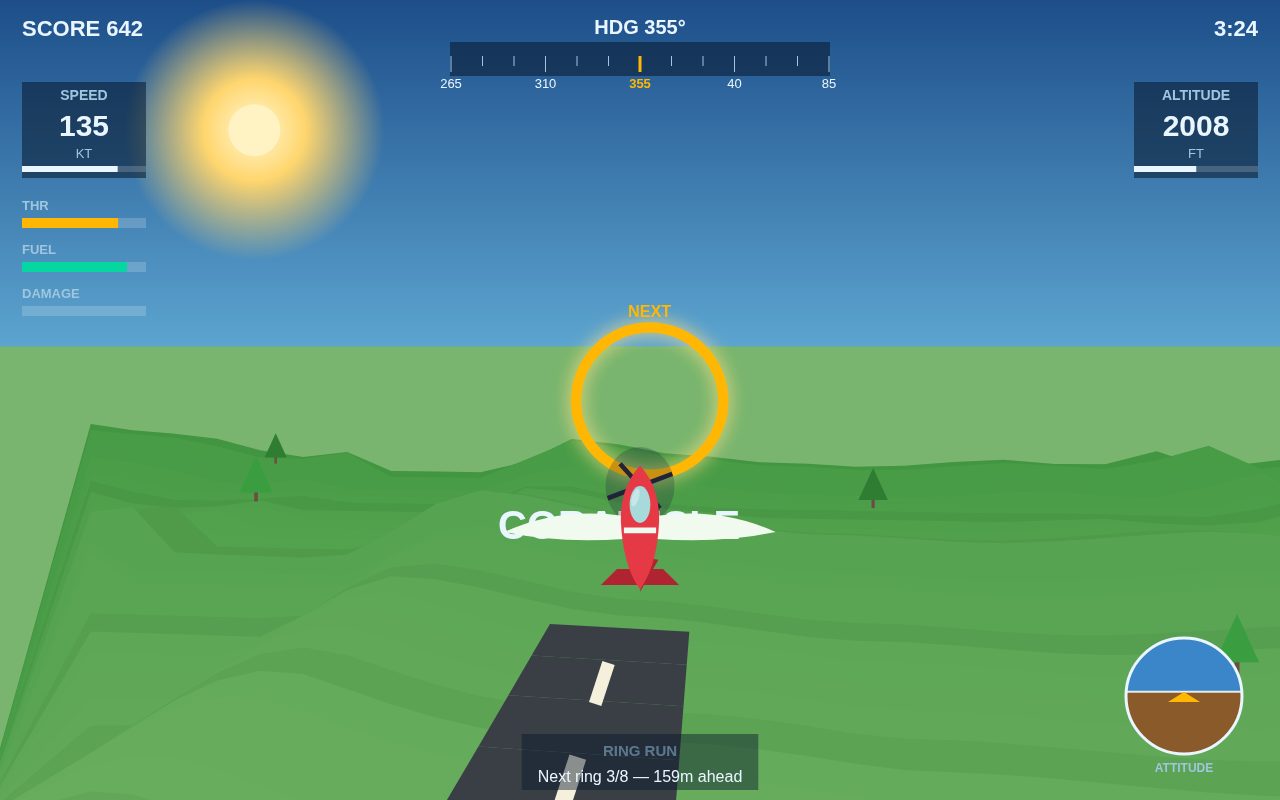 SCORE 642
HDG 355°
3:24
265 310 355 40 85
SPEED
135
KT
ALTITUDE
2008
FT
THR
FUEL
DAMAGE
NEXT
RING RUN
Next ring 3/8 — 159m ahead
ATTITUDE